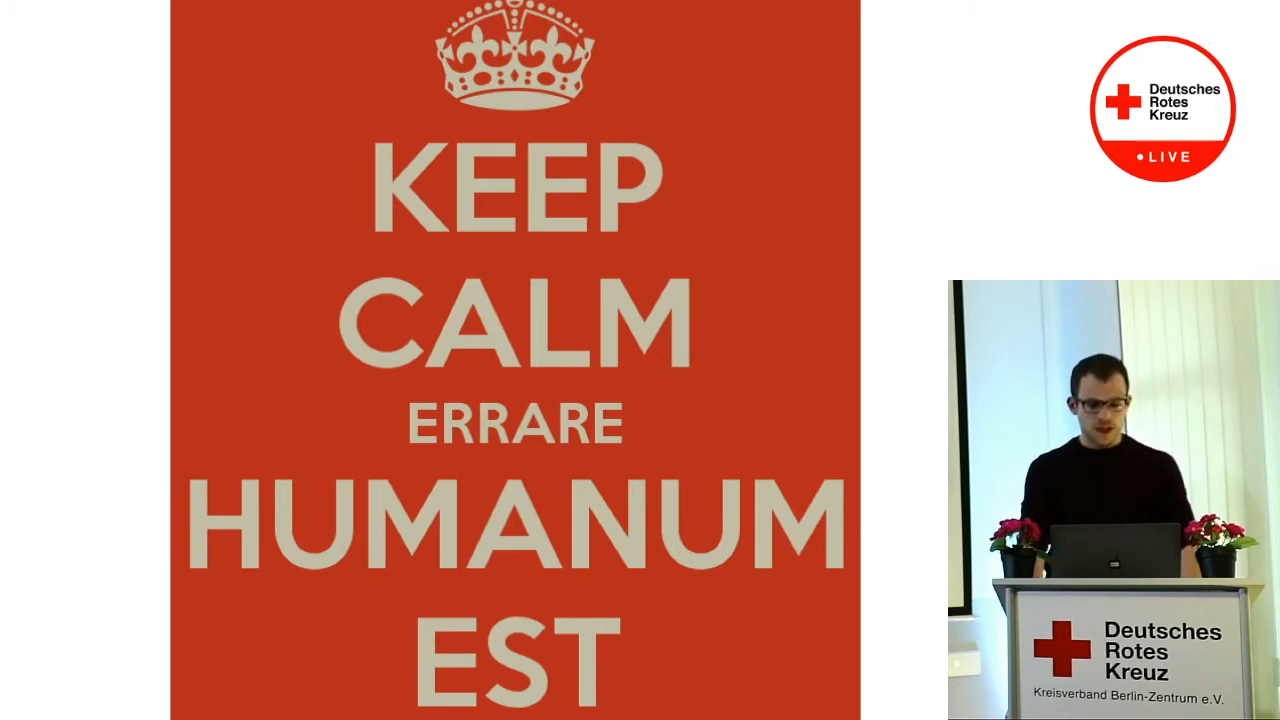 KEEP
CALM
ERRARE
HUMANUM
EST
Deutsches
Rotes
Kreuz
• LIVE
Deutsches
Rotes
Kreuz
Kreisverband Berlin-Zentrum e.V.